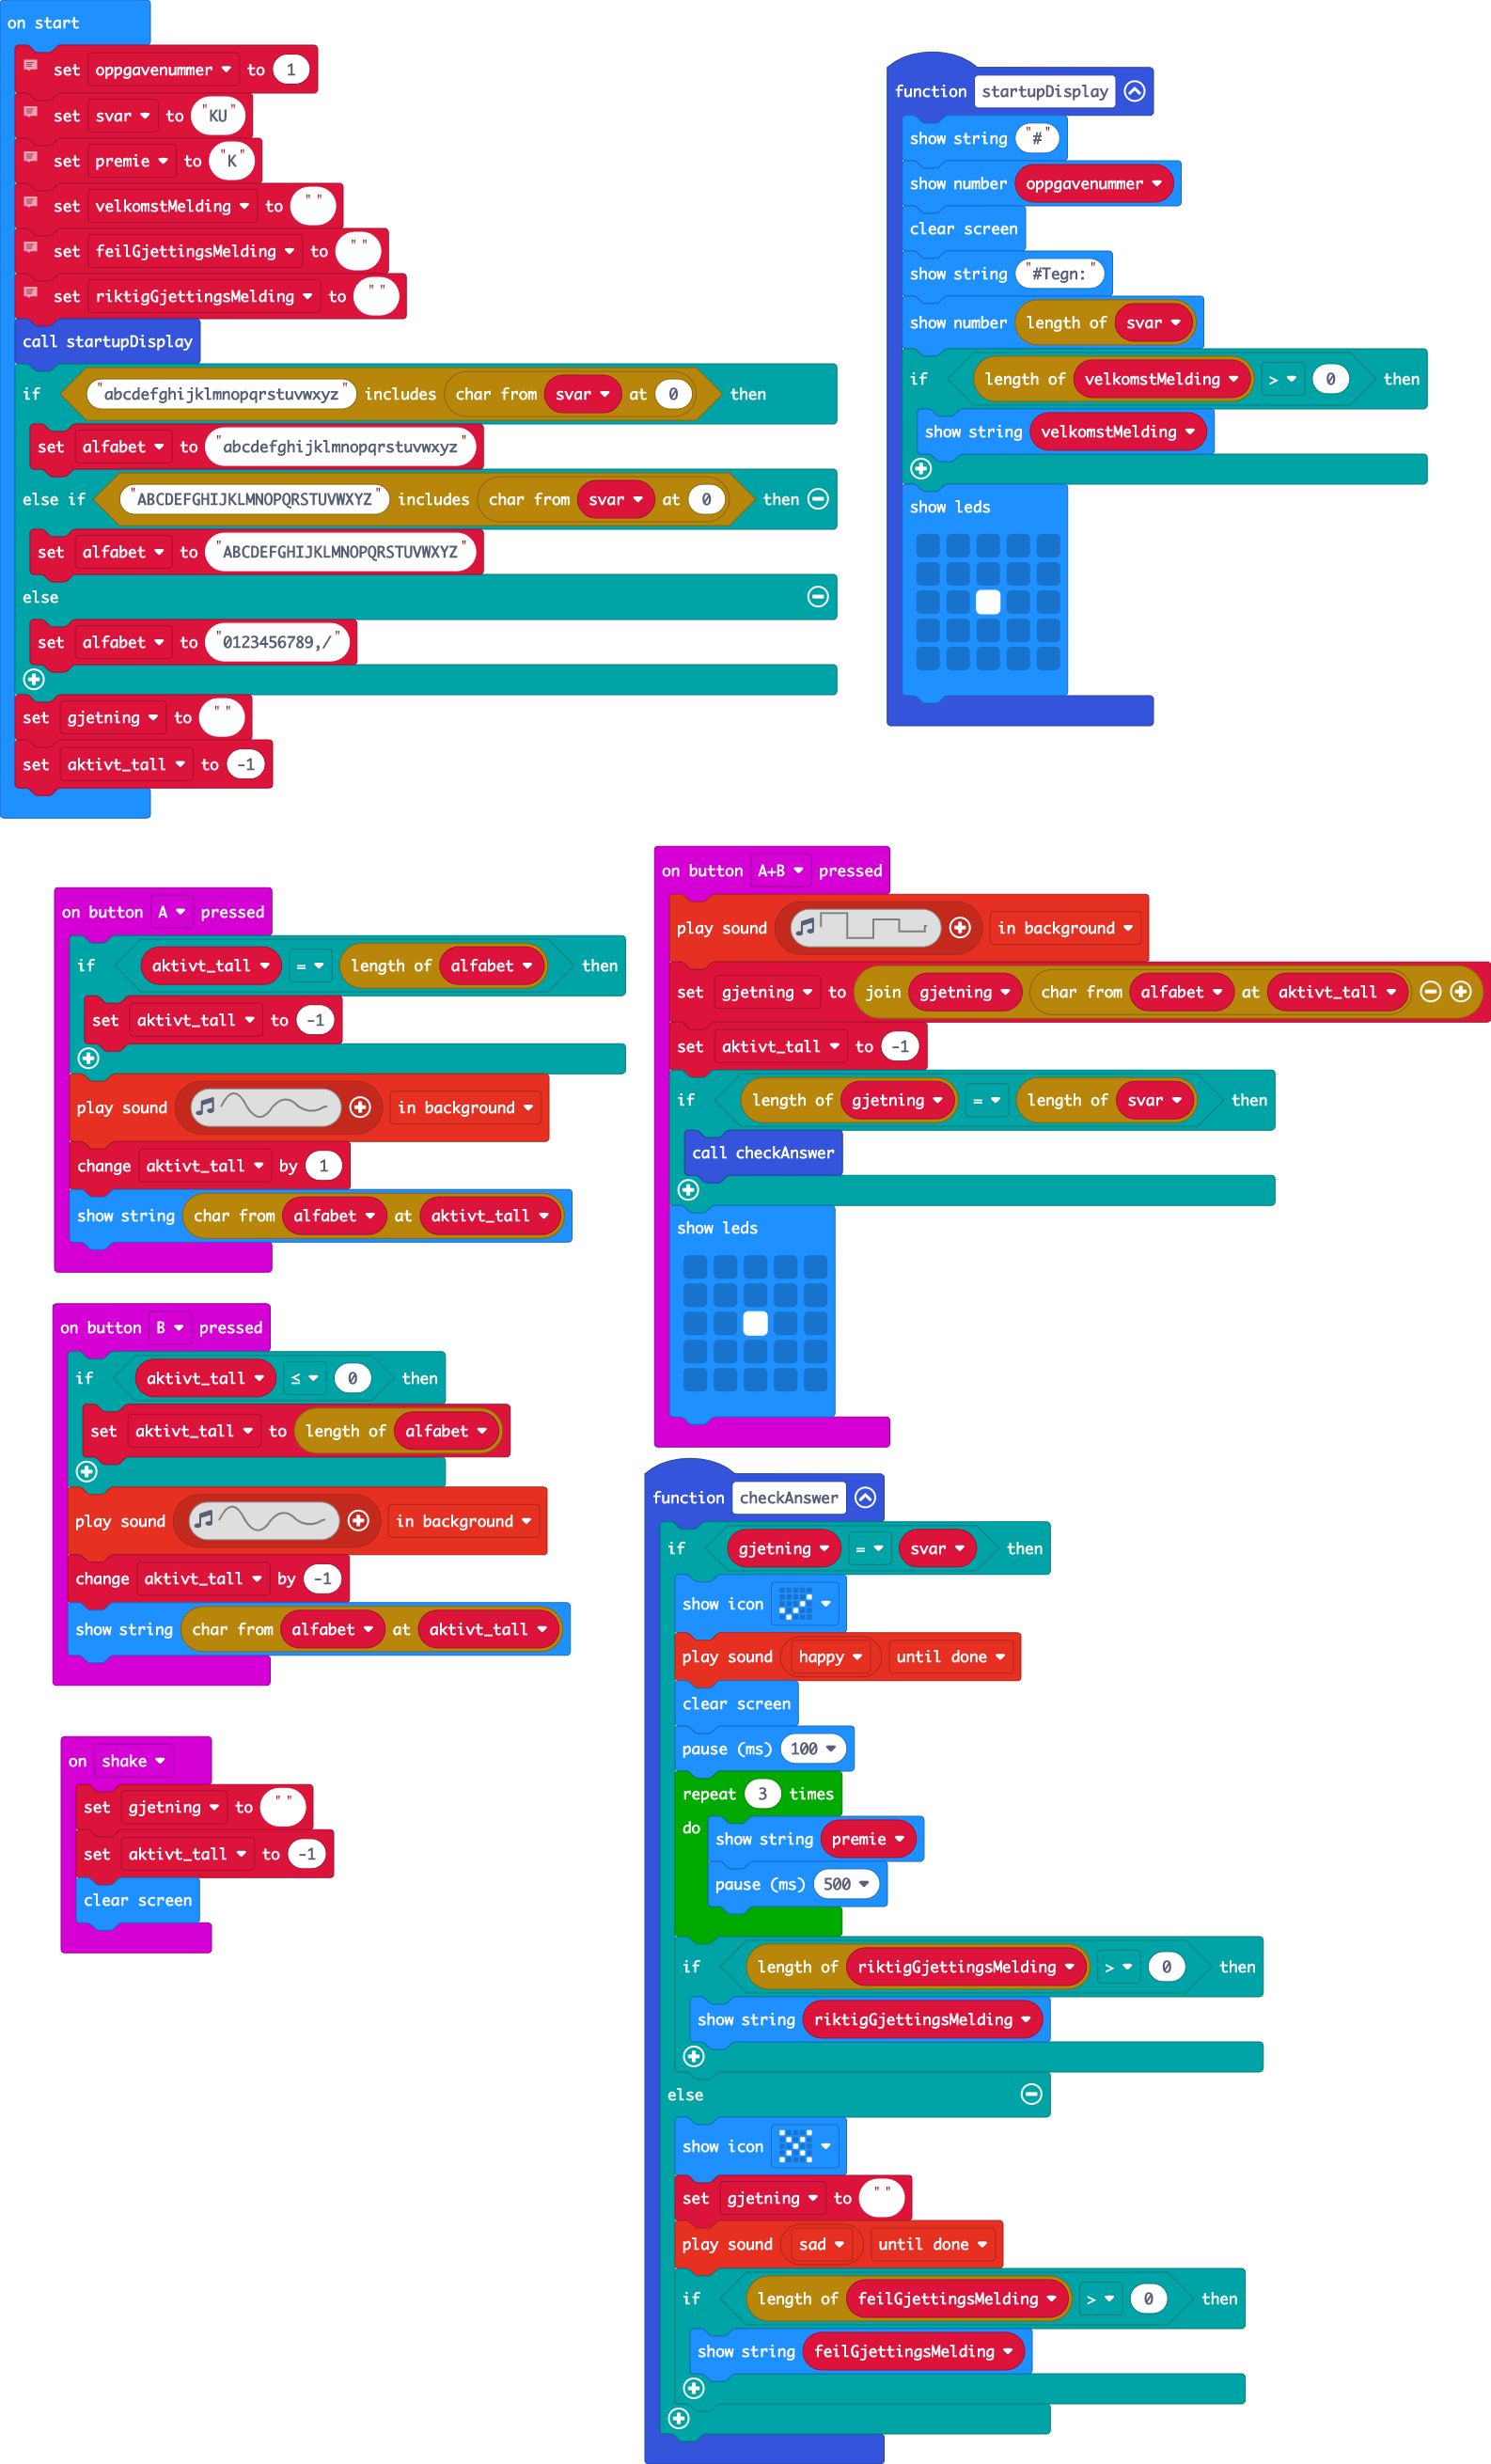 on start
set oppgavenummer to 1
set svar to "KU"
set premie to "K"
set velkomstMelding to " "
set feilGjettingsMelding to " "
set riktigGjettingsMelding to " "
call startupDisplay
if "abcdefghijklmnopqrstuvwxyz" includes char from svar at 0 then
set alfabet to "abcdefghijklmnopqrstuvwxyz"
else if "ABCDEFGHIJKLMNOPQRSTUVWXYZ" includes char from svar at 0 then
set alfabet to "ABCDEFGHIJKLMNOPQRSTUVWXYZ"
else
set alfabet to "0123456789,/"
set gjetning to " "
set aktivt_tall to -1
function startupDisplay
show string "#"
show number oppgavenummer
clear screen
show string "#Tegn:"
show number length of svar
if length of velkomstMelding > 0 then
show string velkomstMelding
show leds
on button A pressed
if aktivt_tall = length of alfabet then
set aktivt_tall to -1
play sound in background
change aktivt_tall by 1
show string char from alfabet at aktivt_tall
on button B pressed
if aktivt_tall ≤ 0 then
set aktivt_tall to length of alfabet
play sound in background
change aktivt_tall by -1
show string char from alfabet at aktivt_tall
on shake
set gjetning to " "
set aktivt_tall to -1
clear screen
on button A+B pressed
play sound in background
set gjetning to join gjetning char from alfabet at aktivt_tall
set aktivt_tall to -1
if length of gjetning = length of svar then
call checkAnswer
show leds
function checkAnswer
if gjetning = svar then
show icon
play sound happy until done
clear screen
pause (ms) 100
repeat 3 times
do show string premie
pause (ms) 500
if length of riktigGjettingsMelding > 0 then
show string riktigGjettingsMelding
else
show icon
set gjetning to " "
play sound sad until done
if length of feilGjettingsMelding > 0 then
show string feilGjettingsMelding